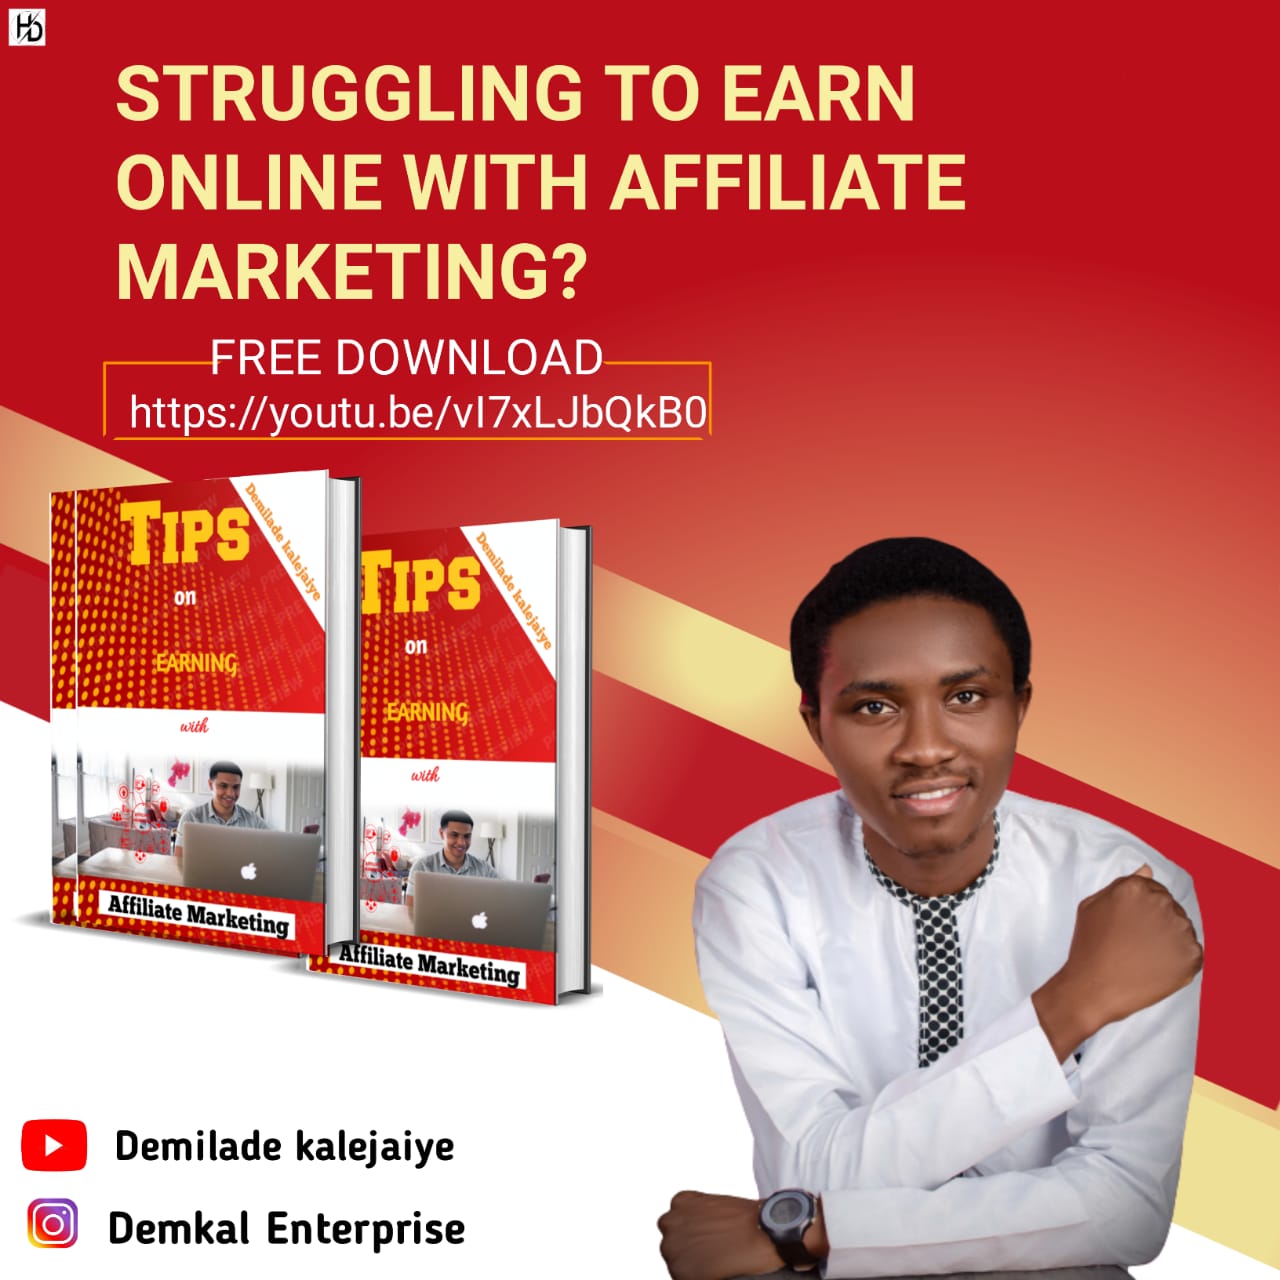 HD
STRUGGLING TO EARN
ONLINE WITH AFFILIATE
MARKETING?
FREE DOWNLOAD
https://youtu.be/vI7xLJbQkB0
Demilade kalejaiye
TIPS
on
EARNING
with
Affiliate Marketing
Demilade kalejaiye
TIPS
on
EARNING
with
Affiliate Marketing
Demilade kalejaiye
Demkal Enterprise